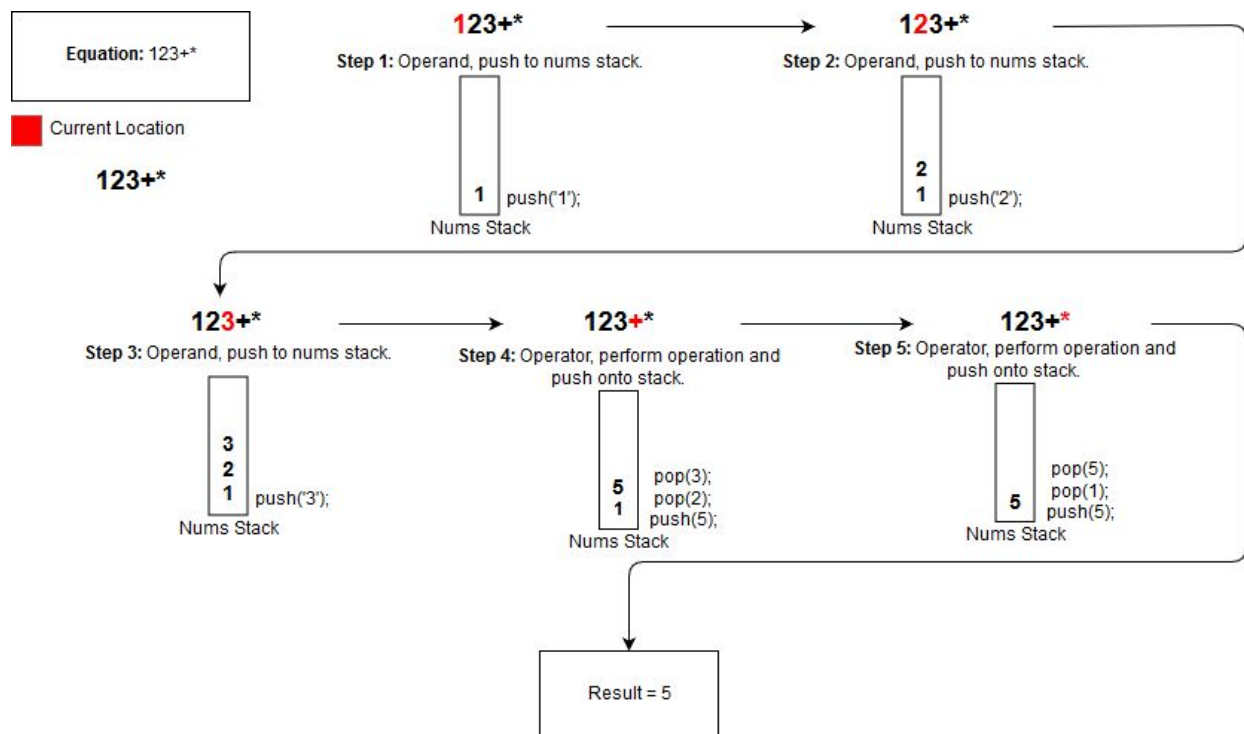 Equation: 123+*
Current Location
123+*
123+*
Step 1: Operand, push to nums stack.
1
push('1');
Nums Stack
123+*
Step 2: Operand, push to nums stack.
2
1
push('2');
Nums Stack
123+*
Step 3: Operand, push to nums stack.
3
2
1
push('3');
Nums Stack
123+*
Step 4: Operator, perform operation and
push onto stack.
5
1
pop(3);
pop(2);
push(5);
Nums Stack
123+*
Step 5: Operator, perform operation and
push onto stack.
5
pop(5);
pop(1);
push(5);
Nums Stack
Result = 5